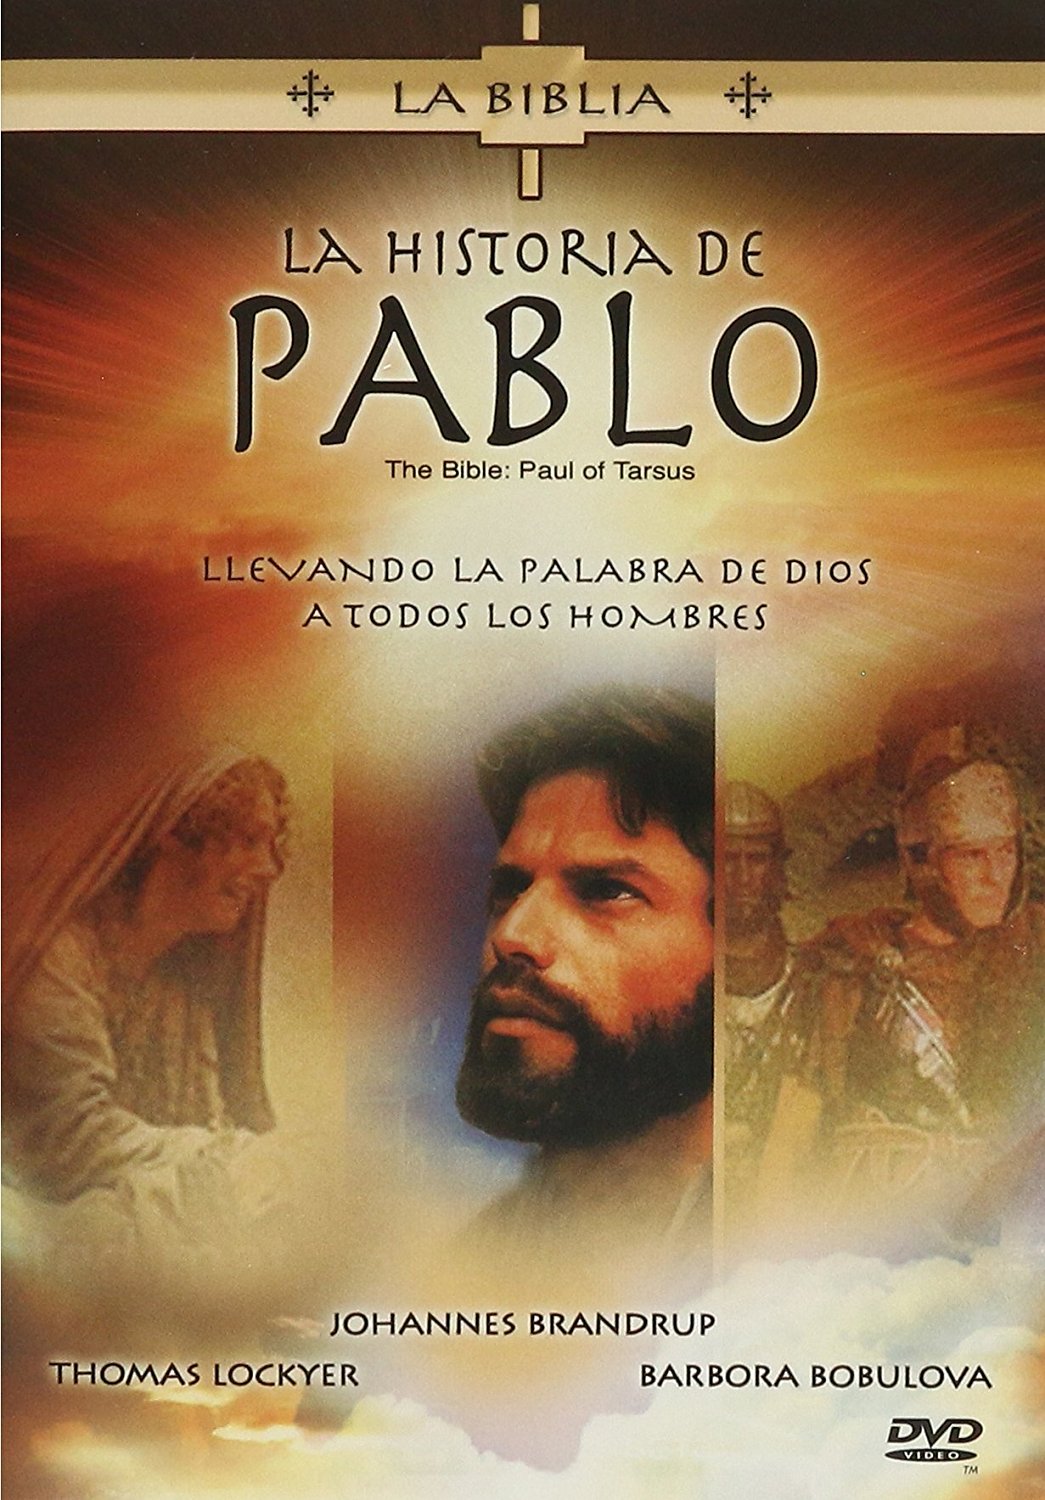 LA BIBLIA
LA HISTORIA DE
PABLO
The Bible: Paul of Tarsus
LLEVANDO LA PALABRA DE DIOS
A TODOS LOS HOMBRES
JOHANNES BRANDRUP
THOMAS LOCKYER BARBORA BOBULOVA
DVD
VIDEO
TM